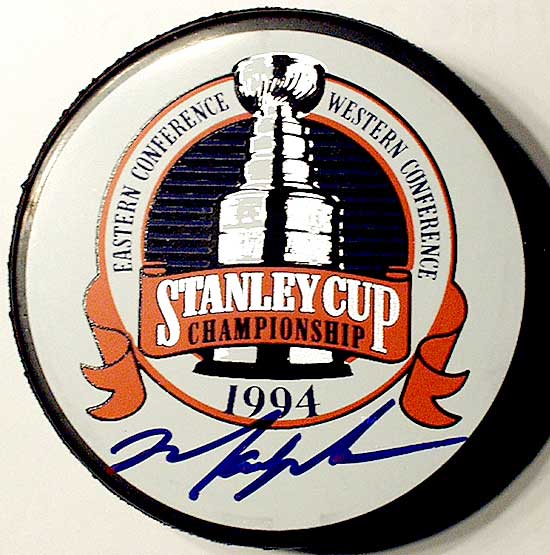 EASTERN CONFERENCE
WESTERN CONFERENCE
STANLEY CUP
CHAMPIONSHIP
1994